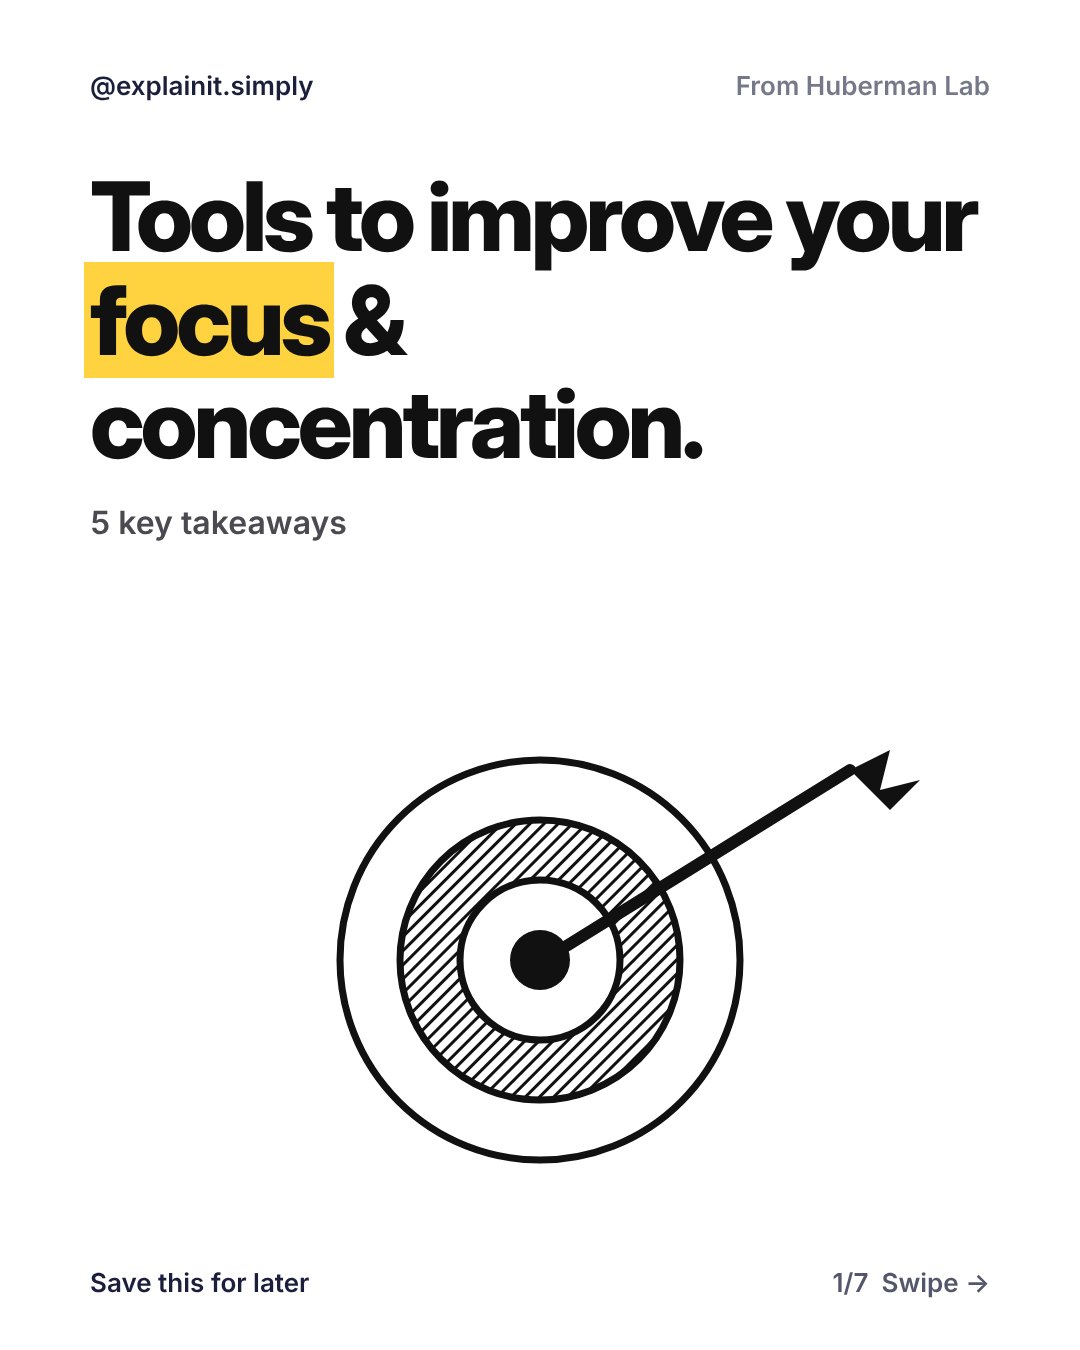 @explainit.simply
From Huberman Lab
Tools to improve your
focus &
concentration.
5 key takeaways
Save this for later
1/7 Swipe →